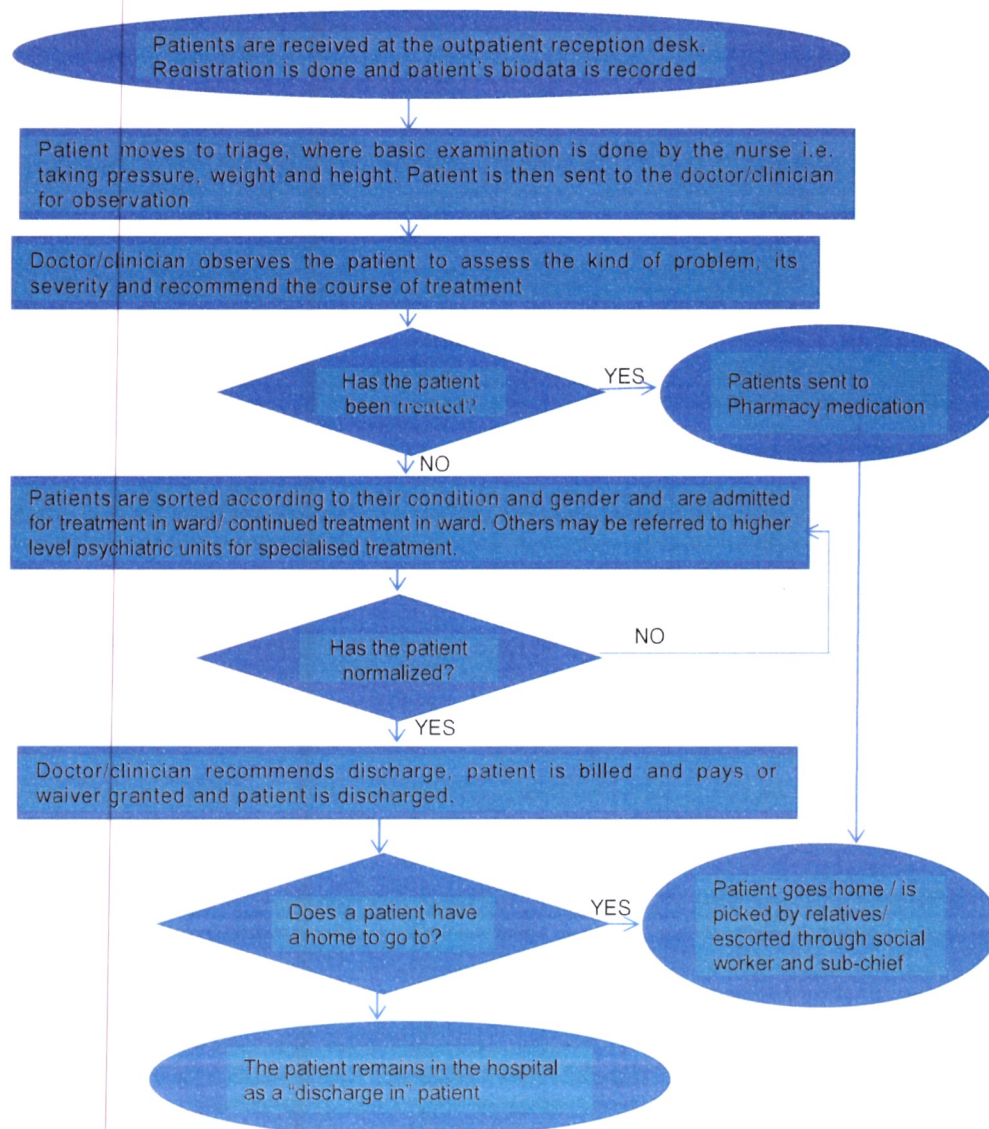 Patients are received at the outpatient reception desk.
Registration is done and patient's biodata is recorded
Patient moves to triage, where basic examination is done by the nurse i.e.
taking pressure, weight and height. Patient is then sent to the doctor/clinician
for observation
Doctor/clinician observes the patient to assess the kind of problem, its
severity and recommend the course of treatment
Has the patient
been treated?
YES
Patients sent to
Pharmacy medication
NO
Patients are sorted according to their condition and gender and are admitted
for treatment in ward/ continued treatment in ward. Others may be referred to higher
level psychiatric units for specialised treatment.
Has the patient
normalized?
NO
YES
Doctor/clinician recommends discharge, patient is billed and pays or
waiver granted and patient is discharged.
Does a patient have
a home to go to?
YES
Patient goes home / is
picked by relatives/
escorted through social
worker and sub-chief
The patient remains in the hospital
as a "discharge in" patient